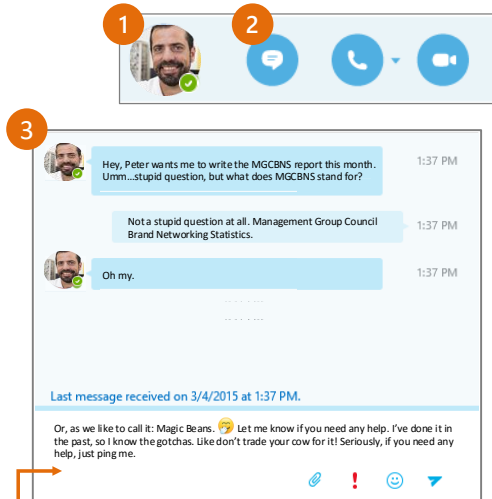 1
2
3
Hey, Peter wants me to write the MGCBNS report this month.
Umm...stupid question, but what does MGCBNS stand for?
1:37 PM
Not a stupid question at all. Management Group Council
Brand Networking Statistics.
1:37 PM
Oh my.
1:37 PM
Last message received on 3/4/2015 at 1:37 PM.
Or, as we like to call it: Magic Beans. Let me know if you need any help. I've done it in
the past, so I know the gotchas. Like don't trade your cow for it! Seriously, if you need any
help, just ping me.